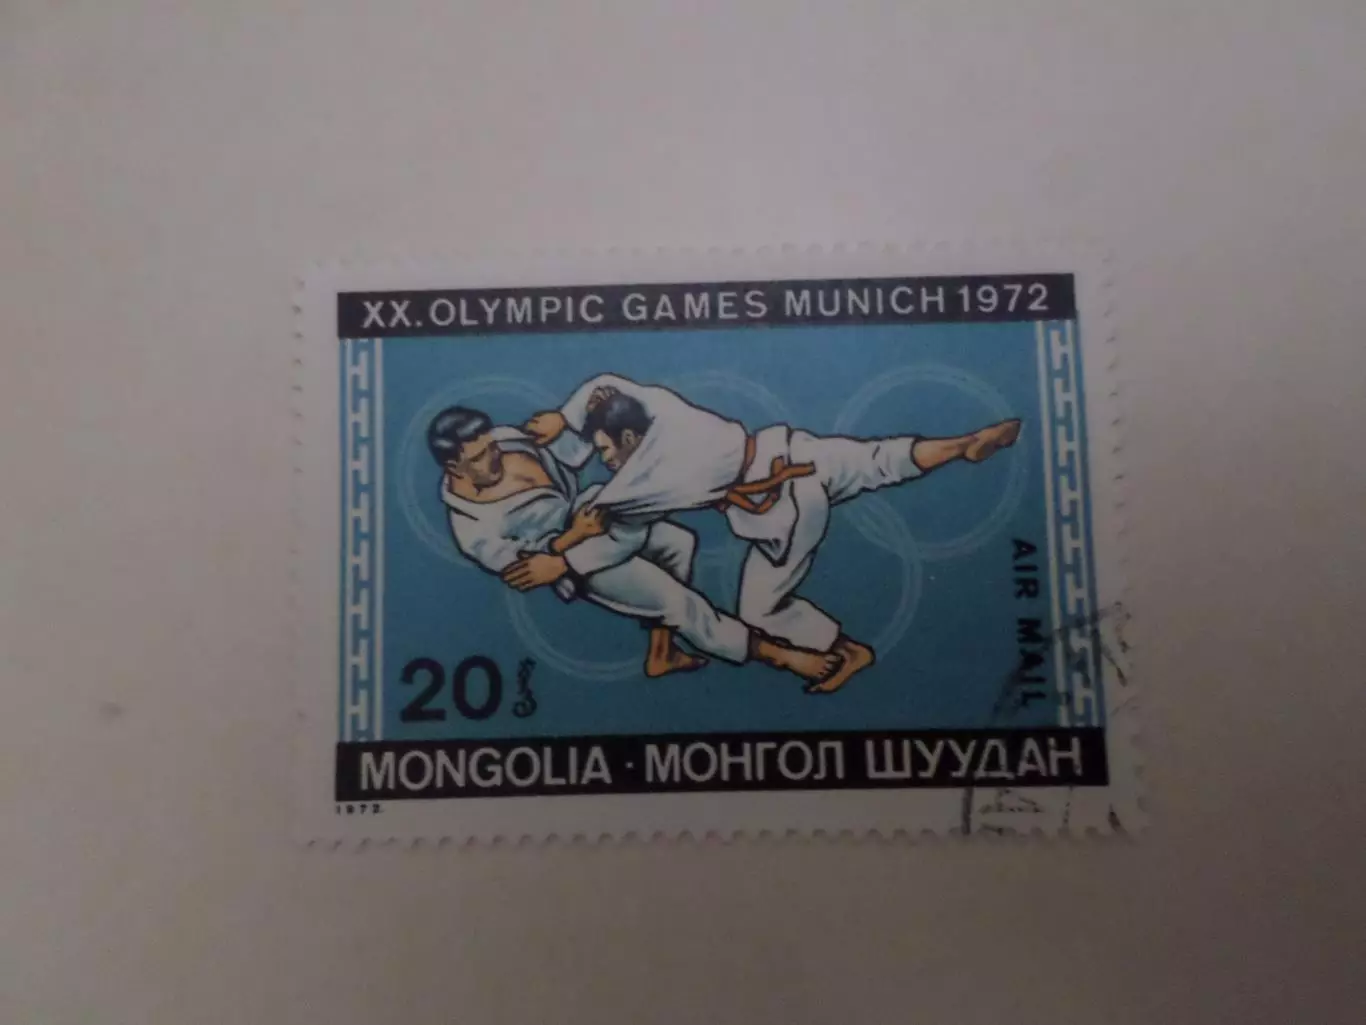 XX. OLYMPIC GAMES MUNICH 1972
AIR MAIL
20
MONGOLIA · МОНГОЛ ШУУДАН
1972